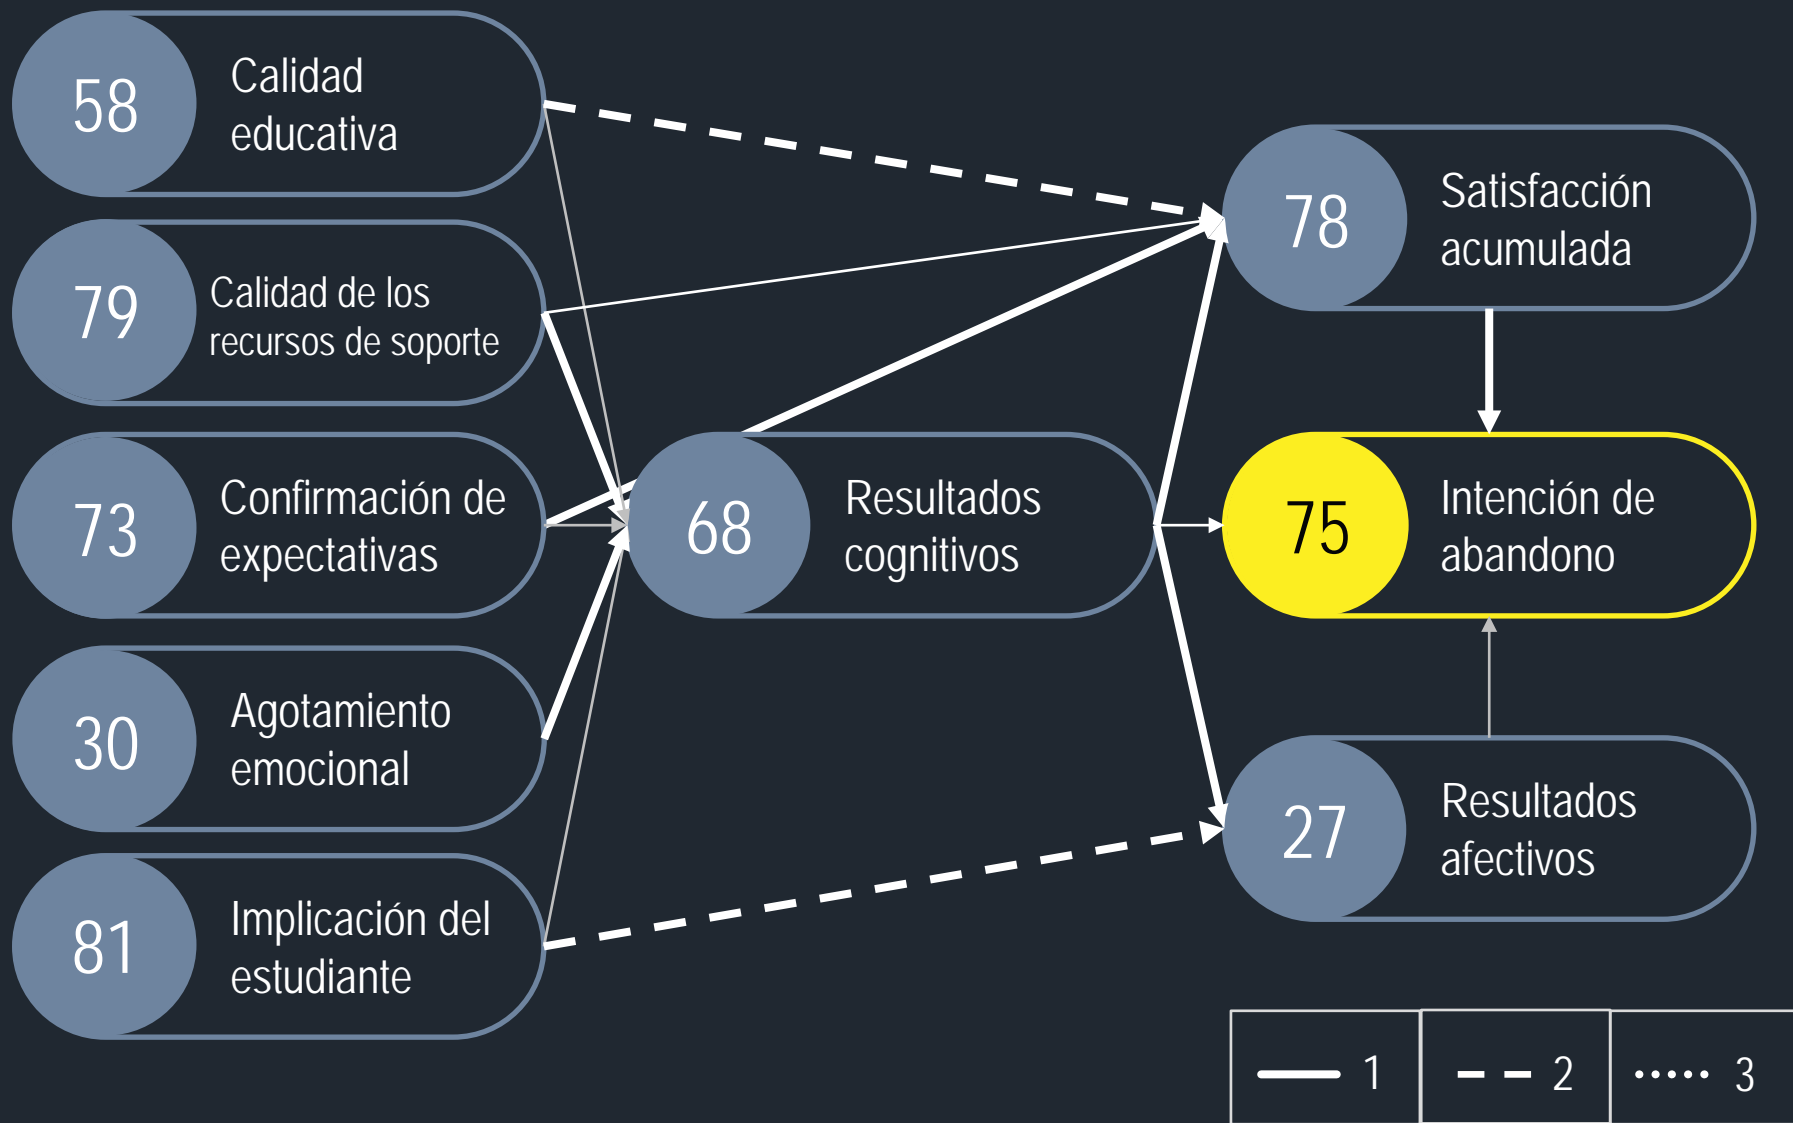 58
Calidad
educativa
79
Calidad de los
recursos de soporte
73
Confirmación de
expectativas
30
Agotamiento
emocional
81
Implicación del
estudiante
68
Resultados
cognitivos
78
Satisfacción
acumulada
75
Intención de
abandono
27
Resultados
afectivos
1
2
3